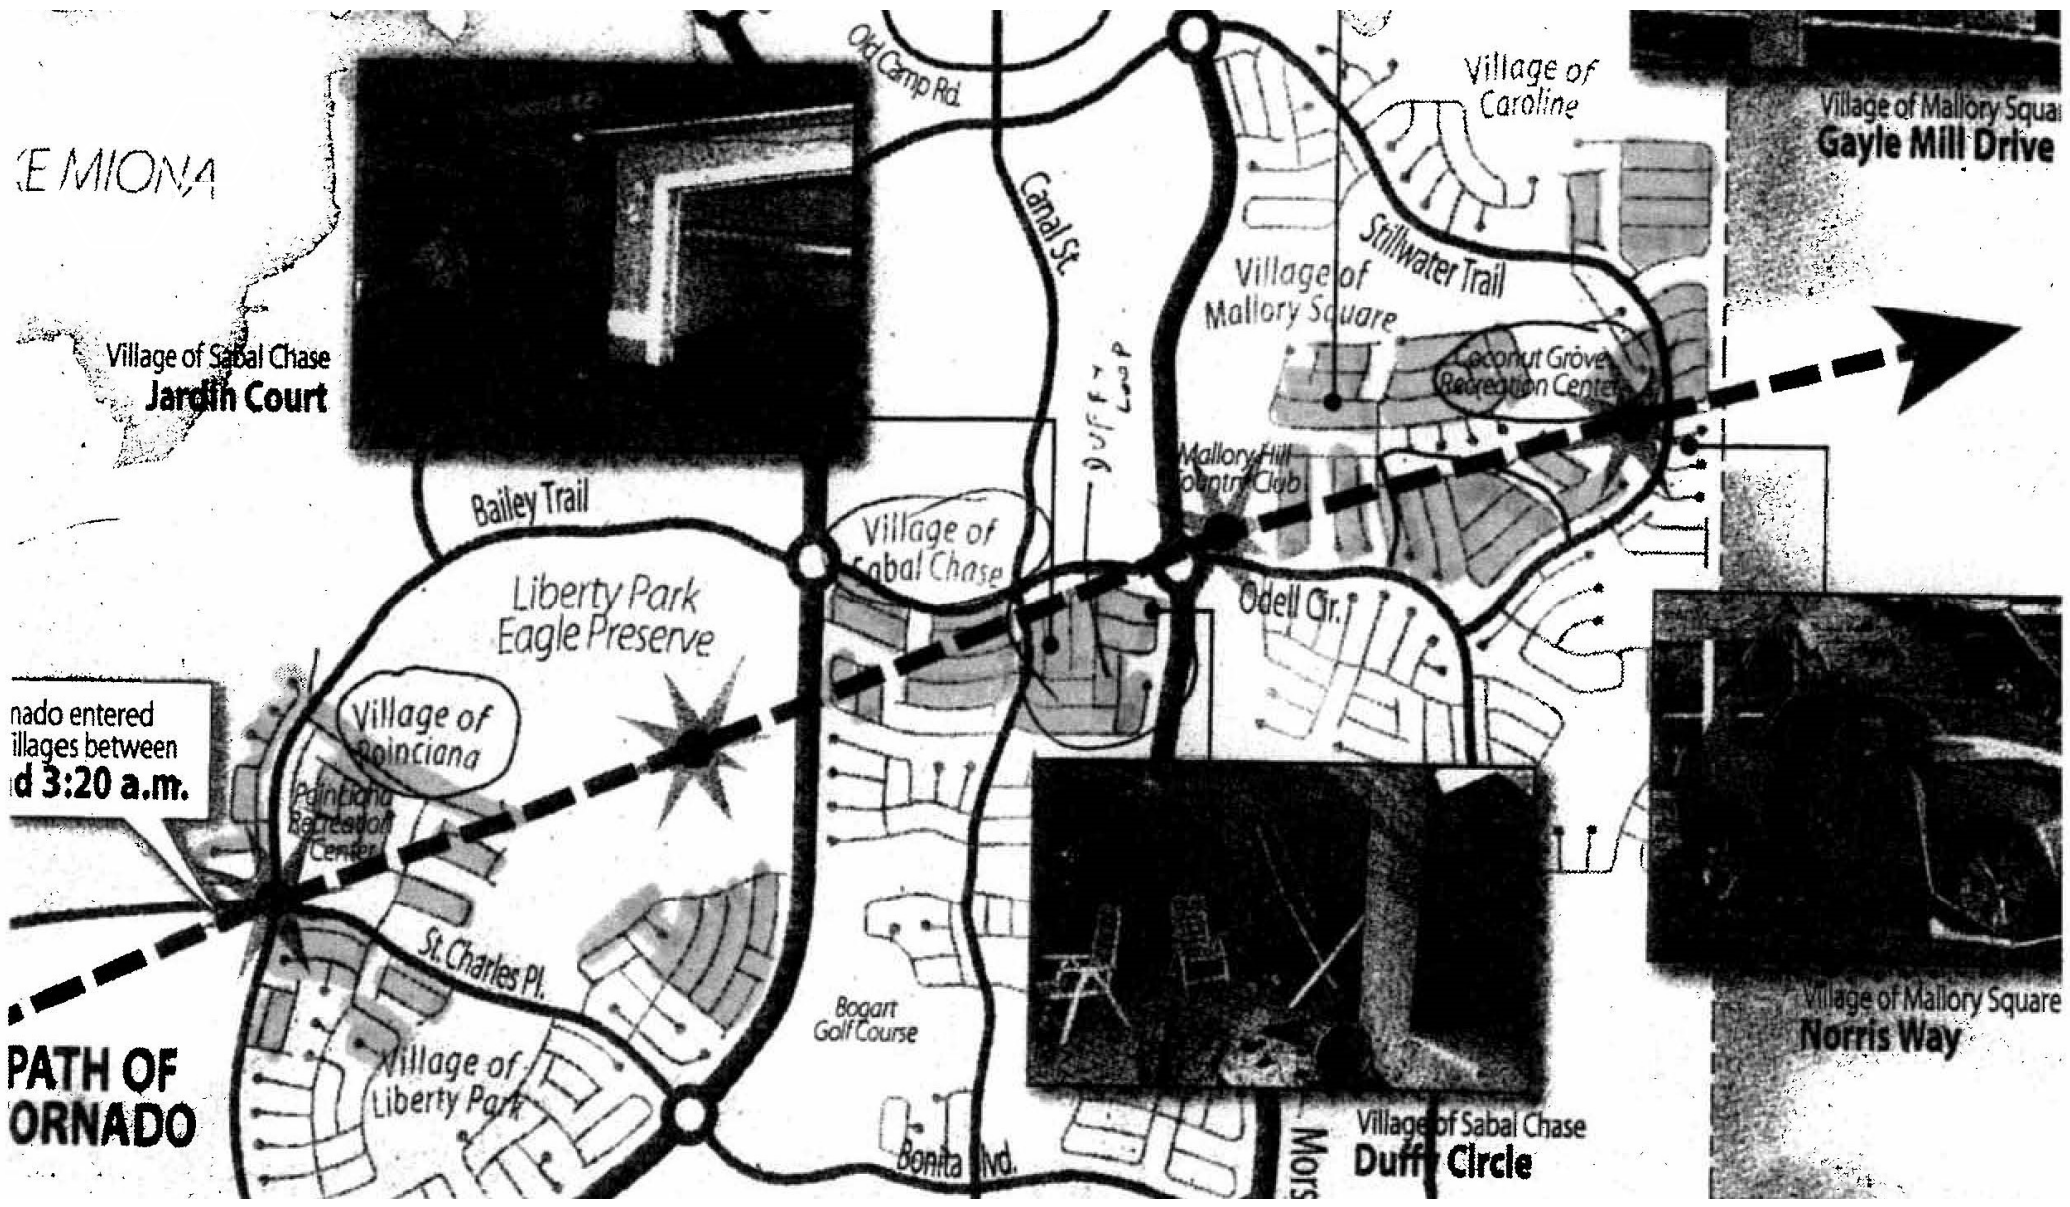 Old Camp Rd.
Village of
Caroline
Village of Mallory Squa
Gayle Mill Drive
E MIONA
Canal St.
Stillwater Trail
Village of
Mallory Square
Village of Sabal Chase
Jardin Court
DUFFY
LOOP
Coconut Grove
Recreation Center
Mallory Hill
ountry Club
Bailey Trail
Village of
Sabal Chase
Liberty Park
Eagle Preserve
Odell Cir.
Village of
Poinciana
nado entered
illages between
d 3:20 a.m.
Poinciana
Recreation
Center
St. Charles Pl.
Bogart
Golf Course
Village of Mallory Square
Norris Way
PATH OF
ORNADO
Village of
Liberty Park
Bonita lvd.
Mors
Village of Sabal Chase
Duffy Circle